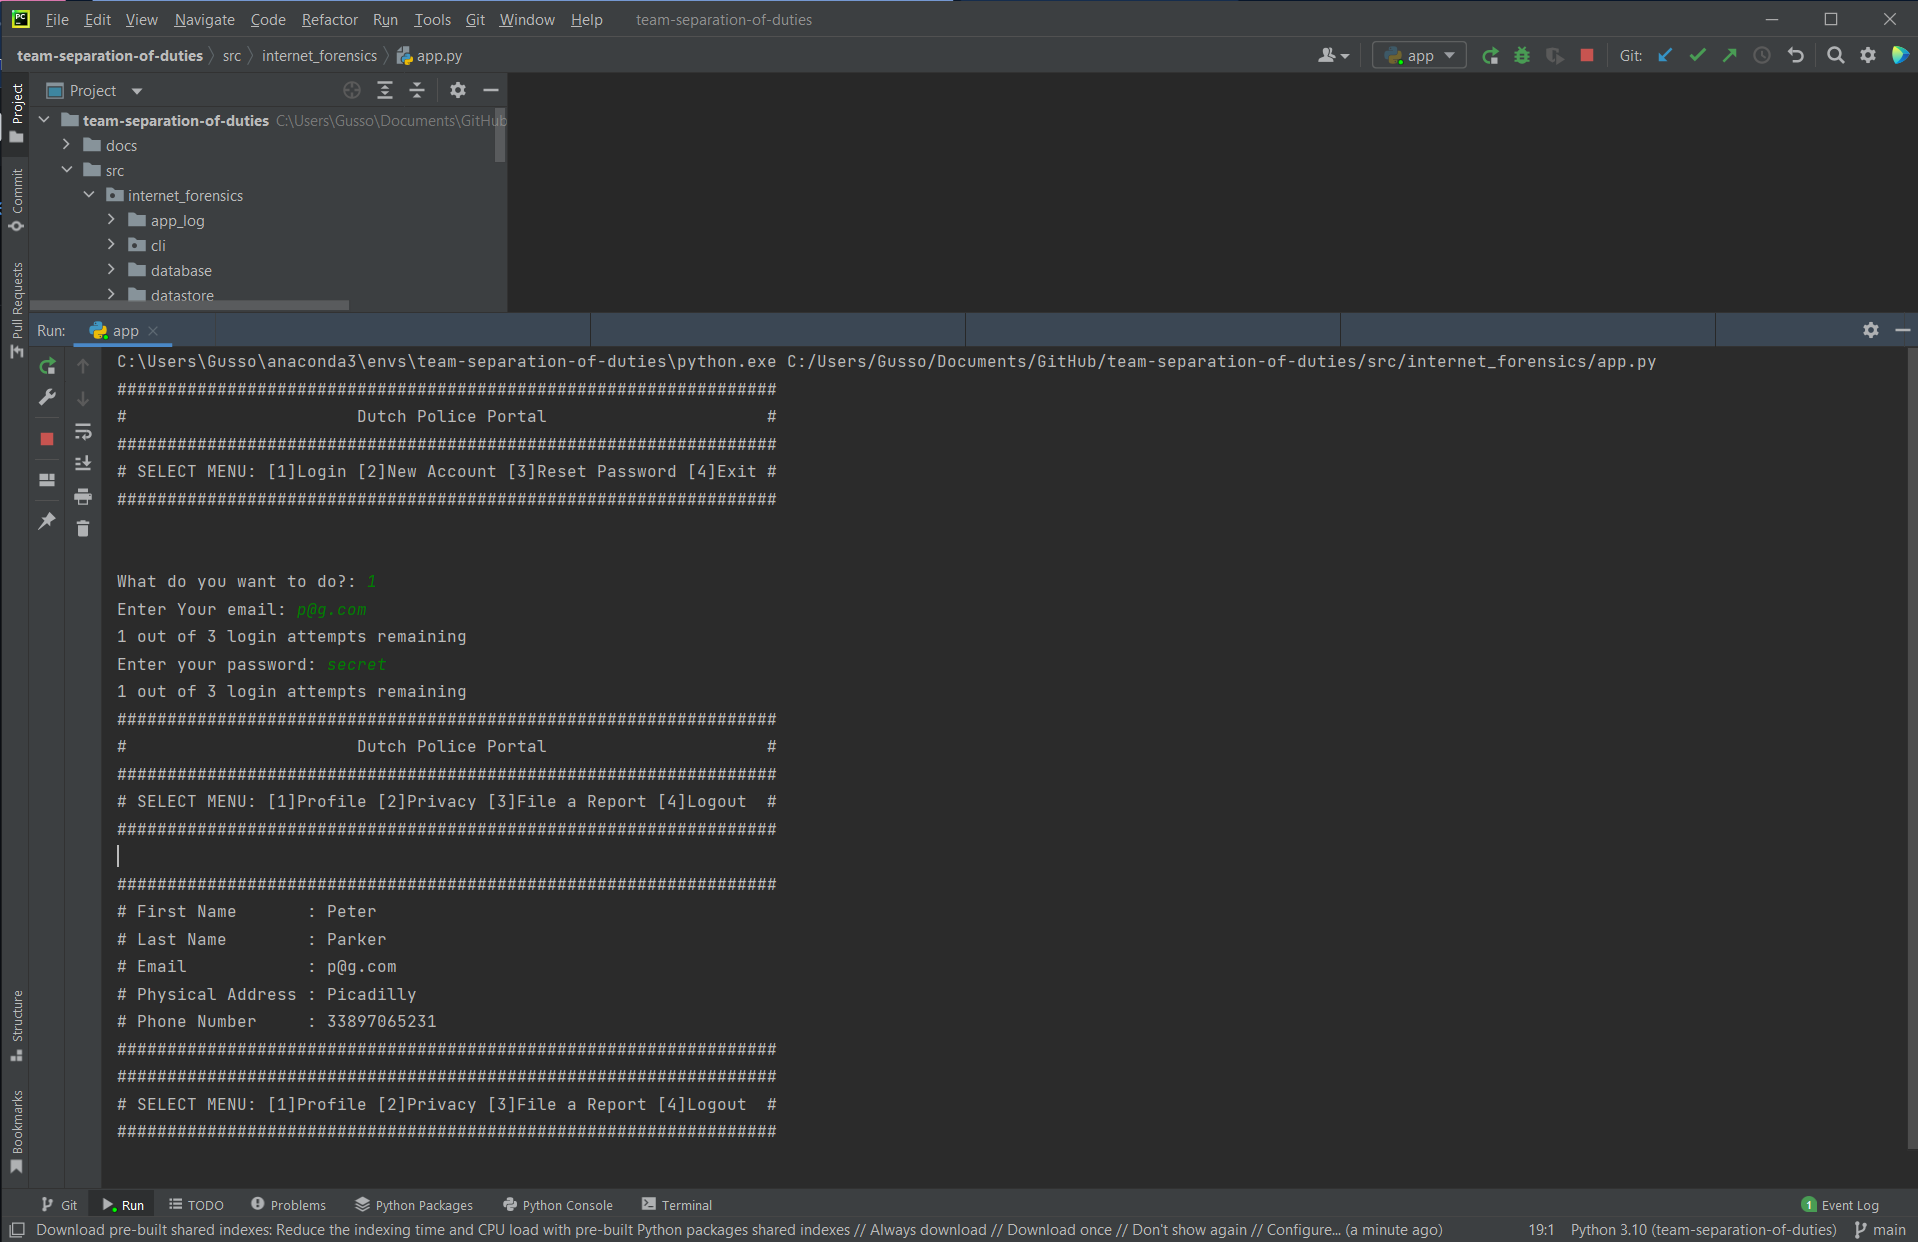 File Edit View Navigate Code Refactor Run Tools Git Window Help team-separation-of-duties
team-separation-of-duties src internet_forensics app.py app Git:
Project
team-separation-of-duties C:\Users\Gusso\Documents\GitHub
docs
src
internet_forensics
app_log
cli
database
datastore
Project
Commit
Pull Requests
Structure
Bookmarks
Run: app
C:\Users\Gusso\anaconda3\envs\team-separation-of-duties\python.exe C:/Users/Gusso/Documents/GitHub/team-separation-of-duties/src/internet_forensics/app.py
##################################################################
#                       Dutch Police Portal                      #
##################################################################
# SELECT MENU: [1]Login [2]New Account [3]Reset Password [4]Exit #
##################################################################
What do you want to do?: 1
Enter Your email: p@g.com
1 out of 3 login attempts remaining
Enter your password: secret
1 out of 3 login attempts remaining
##################################################################
#                       Dutch Police Portal                      #
##################################################################
# SELECT MENU: [1]Profile [2]Privacy [3]File a Report [4]Logout  #
##################################################################
##################################################################
# First Name       : Peter
# Last Name        : Parker
# Email            : p@g.com
# Physical Address : Picadilly
# Phone Number     : 33897065231
##################################################################
##################################################################
# SELECT MENU: [1]Profile [2]Privacy [3]File a Report [4]Logout  #
##################################################################
Git Run TODO Problems Python Packages Python Console Terminal 1 Event Log
Download pre-built shared indexes: Reduce the indexing time and CPU load with pre-built Python packages shared indexes // Always download // Download once // Don't show again // Configure... (a minute ago) 19:1 Python 3.10 (team-separation-of-duties) main